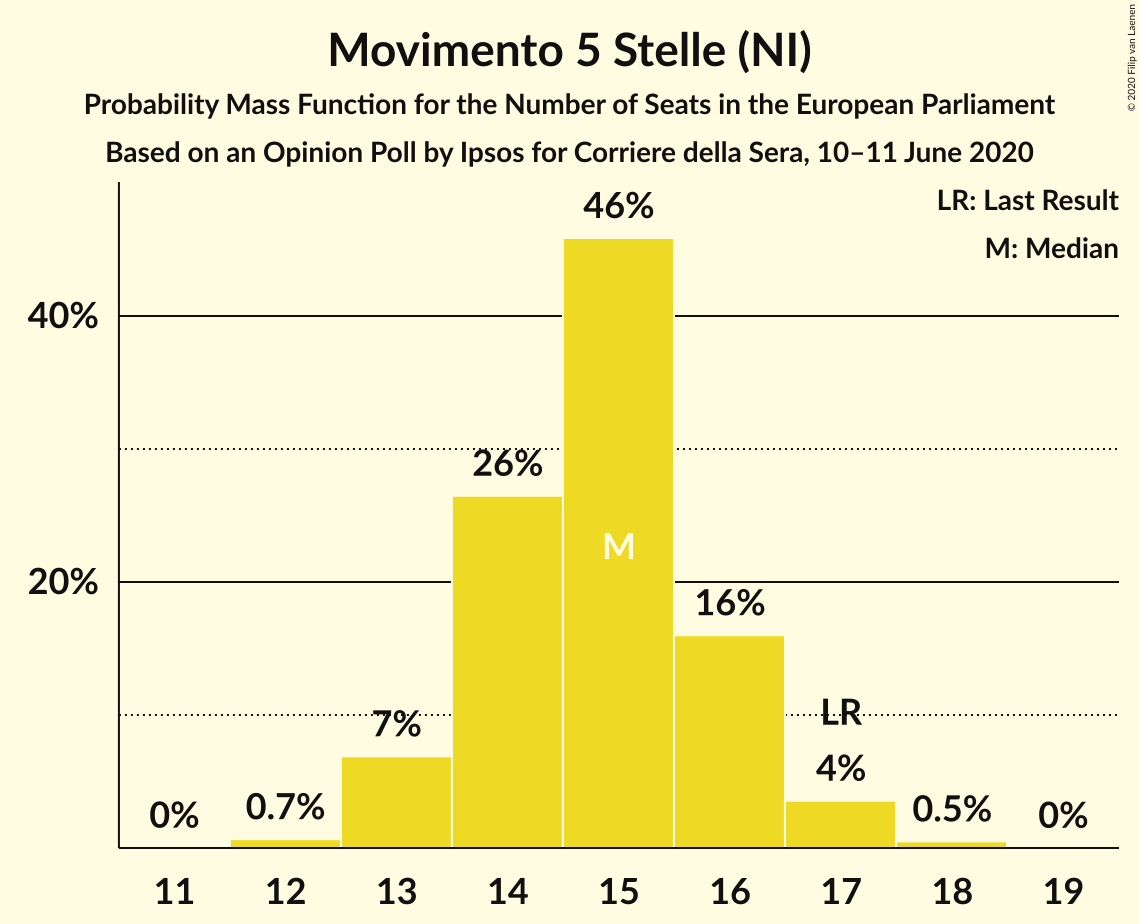 Movimento 5 Stelle (NI)
Probability Mass Function for the Number of Seats in the European Parliament
Based on an Opinion Poll by Ipsos for Corriere della Sera, 10–11 June 2020
© 2020 Filip van Laenen
LR: Last Result
M: Median
46%
40%
26%
M
20%
16%
LR
7%
4%
0%
0.7%
0.5%
0%
11 12 13 14 15 16 17 18 19